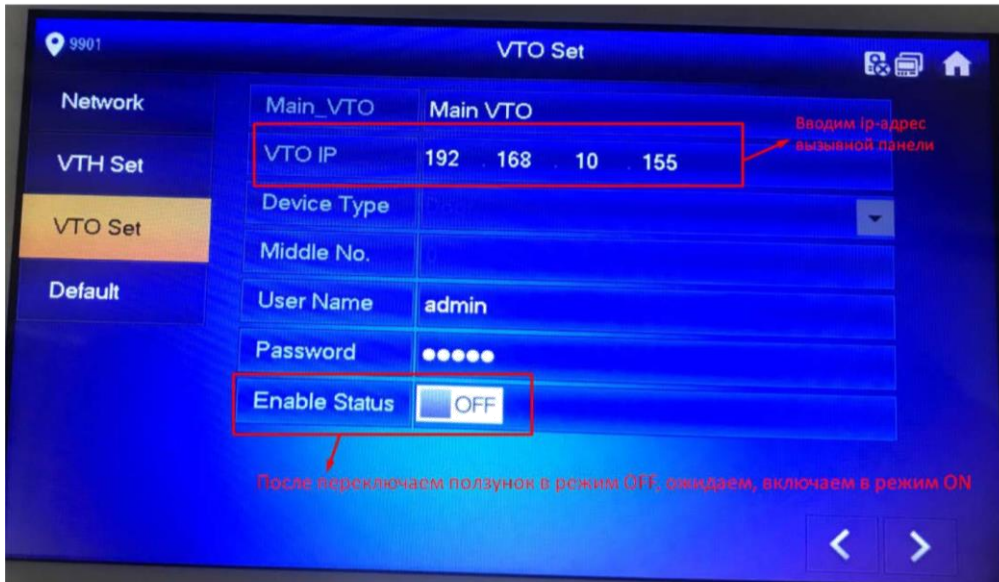 9901
VTO Set
Network
Main_VTO Main VTO
Вводим ip-адрес
вызывной панели
VTH Set
VTO IP 192 . 168 . 10 . 155
VTO Set
Device Type
Middle No.
Default
User Name admin
Password ●●●●●
Enable Status OFF
После переключаем ползунок в режим OFF, ожидаем, включаем в режим ON